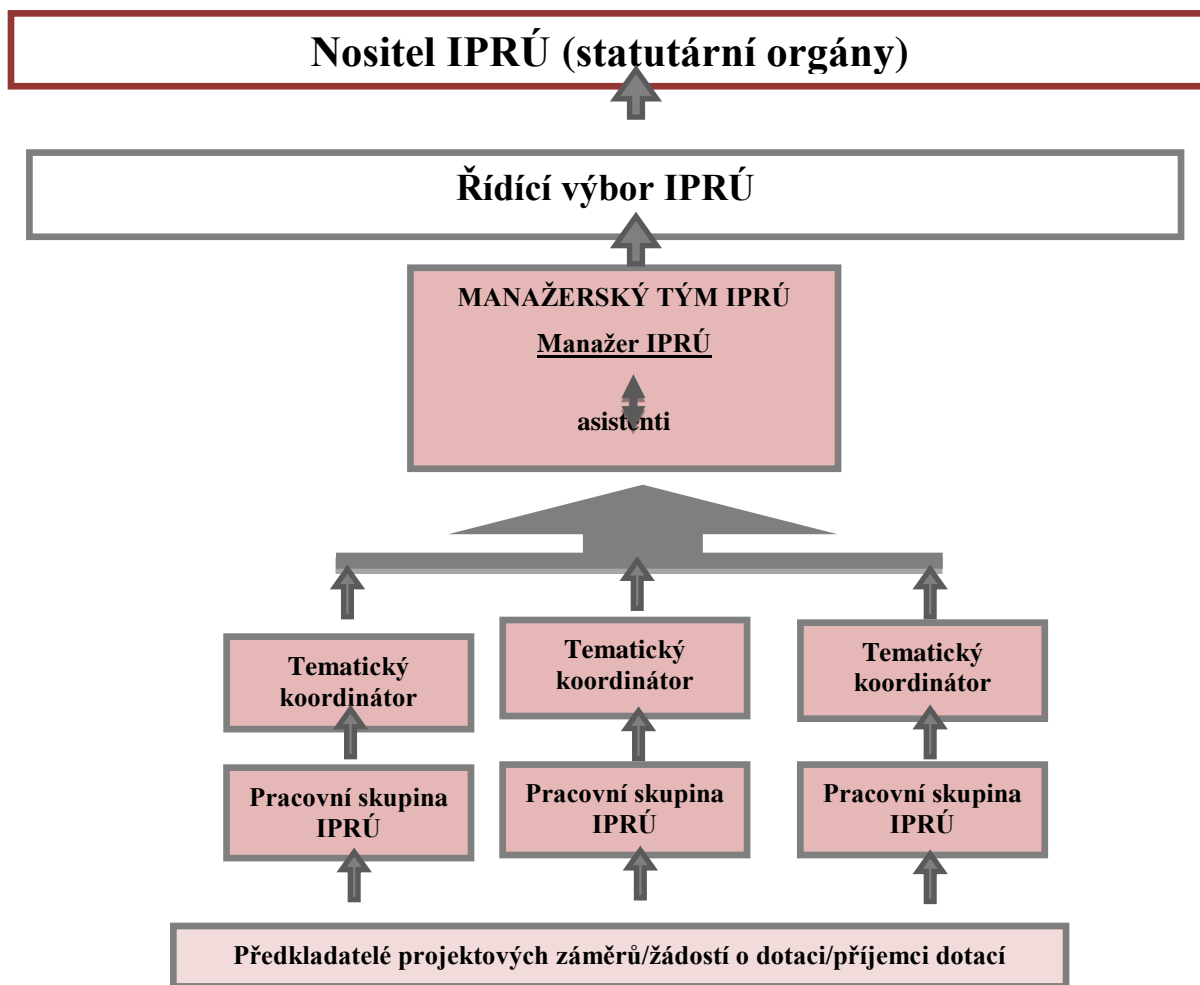 Nositel IPRÚ (statutární orgány)
Řídící výbor IPRÚ
MANAŽERSKÝ TÝM IPRÚ
Manažer IPRÚ
asistenti
Tematický
koordinátor
Tematický
koordinátor
Tematický
koordinátor
Pracovní skupina
IPRÚ
Pracovní skupina
IPRÚ
Pracovní skupina
IPRÚ
Předkladatelé projektových záměrů/žádostí o dotaci/příjemci dotací